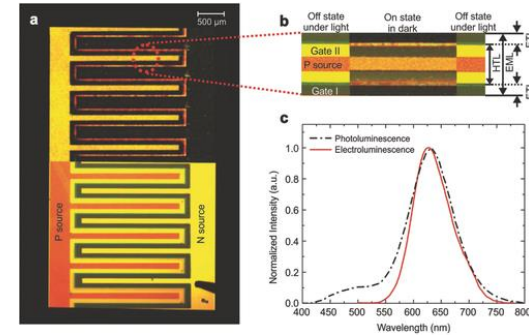 a
500 µm
P source
N source
b
Off state
under light
On state
in dark
Off state
under light
Gate II
P source
Gate I
HTL
EML
ETL
ETL
c
Photoluminescence
Electroluminescence
Normalized Intensity (a.u.)
1.0
0.8
0.6
0.4
0.2
0.0
400 450 500 550 600 650 700 750 800
Wavelength (nm)